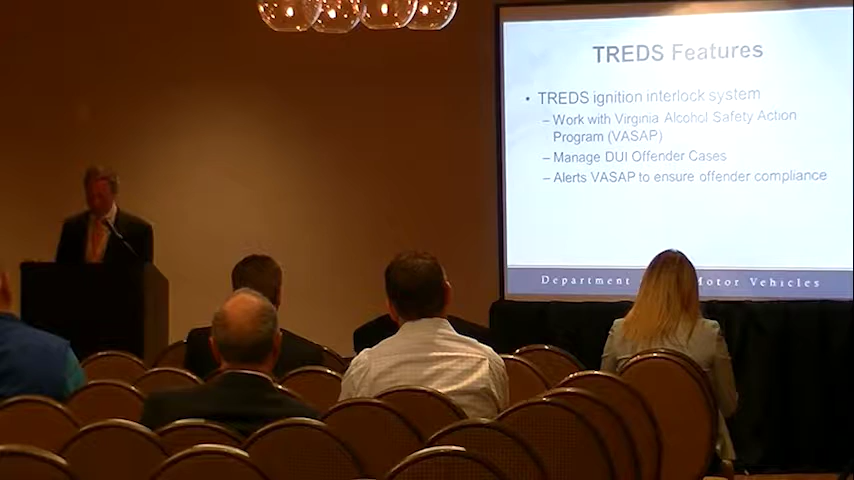 TREDS Features
• TREDS ignition interlock system
– Work with Virginia Alcohol Safety Action
Program (VASAP)
– Manage DUI Offender Cases
– Alerts VASAP to ensure offender compliance
Department Motor Vehicles